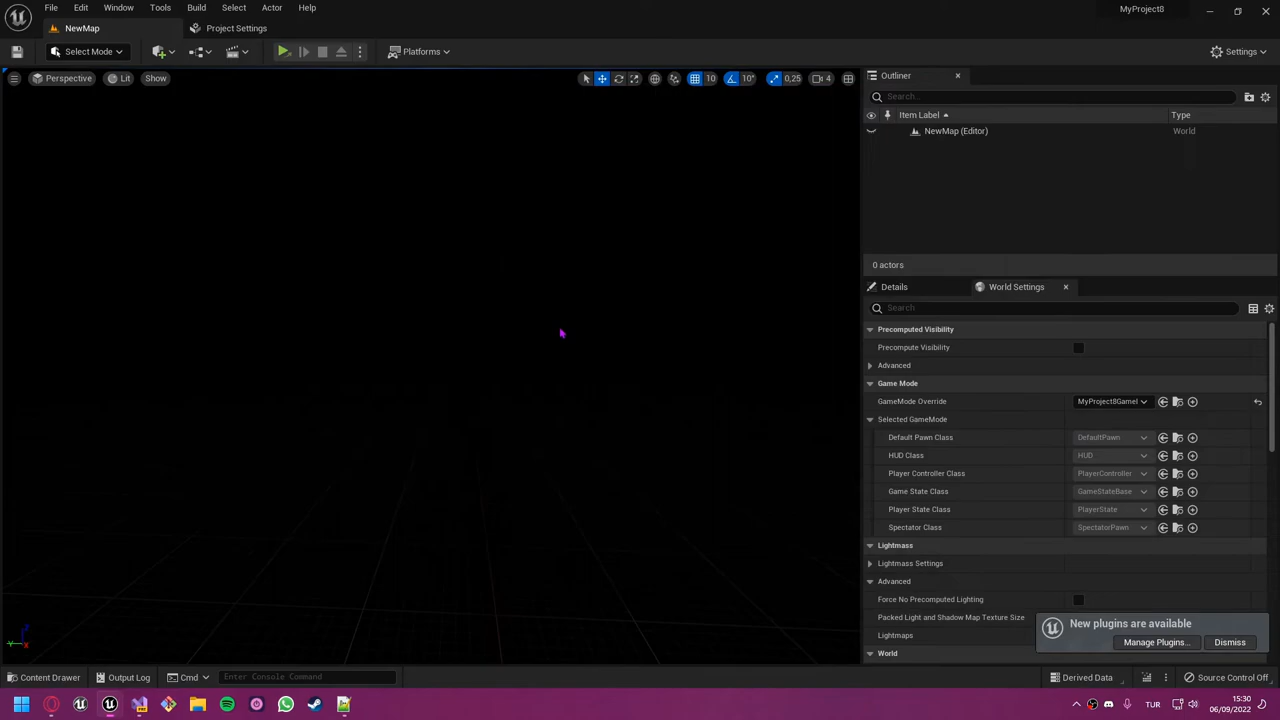 File Edit Window Tools Build Select Actor Help
MyProject8
NewMap
Project Settings
Select Mode
Platforms
Settings
Perspective
Lit
Show
10
10°
0,25
4
Outliner
Search...
Item Label
Type
NewMap (Editor)
World
0 actors
Details
World Settings
Search
Precomputed Visibility
Precompute Visibility
Advanced
Game Mode
GameMode Override
MyProject8GameI
Selected GameMode
Default Pawn Class
DefaultPawn
HUD Class
HUD
Player Controller Class
PlayerController
Game State Class
GameStateBase
Player State Class
PlayerState
Spectator Class
SpectatorPawn
Lightmass
Lightmass Settings
Advanced
Force No Precomputed Lighting
Packed Light and Shadow Map Texture Size
Lightmaps
World
New plugins are available
Manage Plugins...
Dismiss
Z
Y
X
Content Drawer
Output Log
Cmd
Enter Console Command
Derived Data
Source Control Off
TUR
15:30
06/09/2022